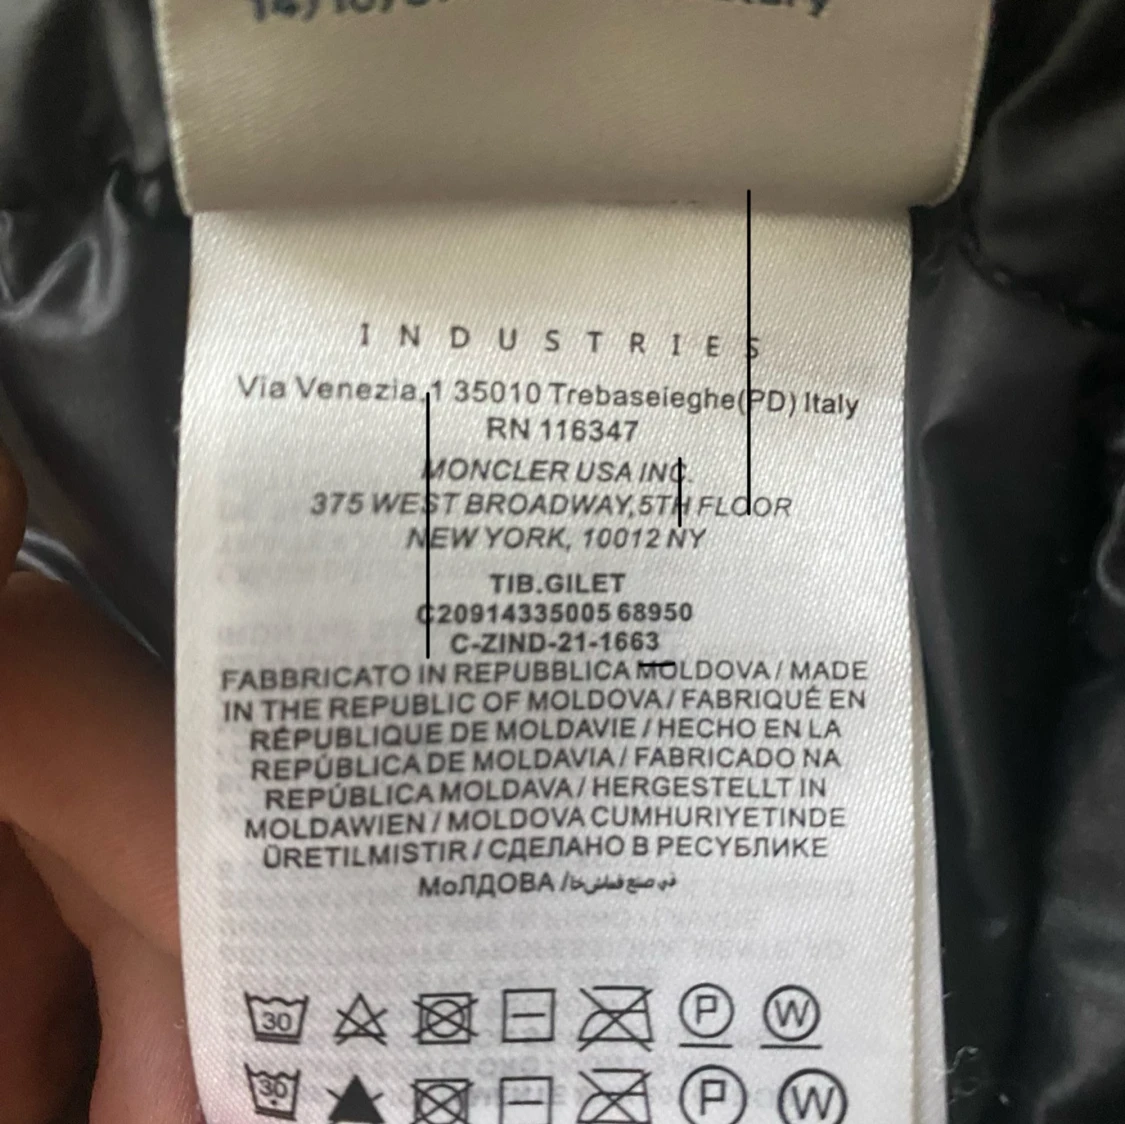 I N D U S T R I E S
Via Venezia,1 35010 Trebaseieghe(PD) Italy
RN 116347
MONCLER USA INC.
375 WEST BROADWAY,5TH FLOOR
NEW YORK, 10012 NY
TIB.GILET
C20914335005 68950
C-ZIND-21-1663
FABBRICATO IN REPUBBLICA MOLDOVA / MADE
IN THE REPUBLIC OF MOLDOVA / FABRIQUÉ EN
RÉPUBLIQUE DE MOLDAVIE / HECHO EN LA
REPÚBLICA DE MOLDAVIA / FABRICADO NA
REPÚBLICA MOLDAVA / HERGESTELLT IN
MOLDAWIEN / MOLDOVA CUMHURIYETINDE
ÜRETILMISTIR / СДЕЛАНО В РЕСУБЛИКЕ
МоЛДОВА /
30 P W
30 P W